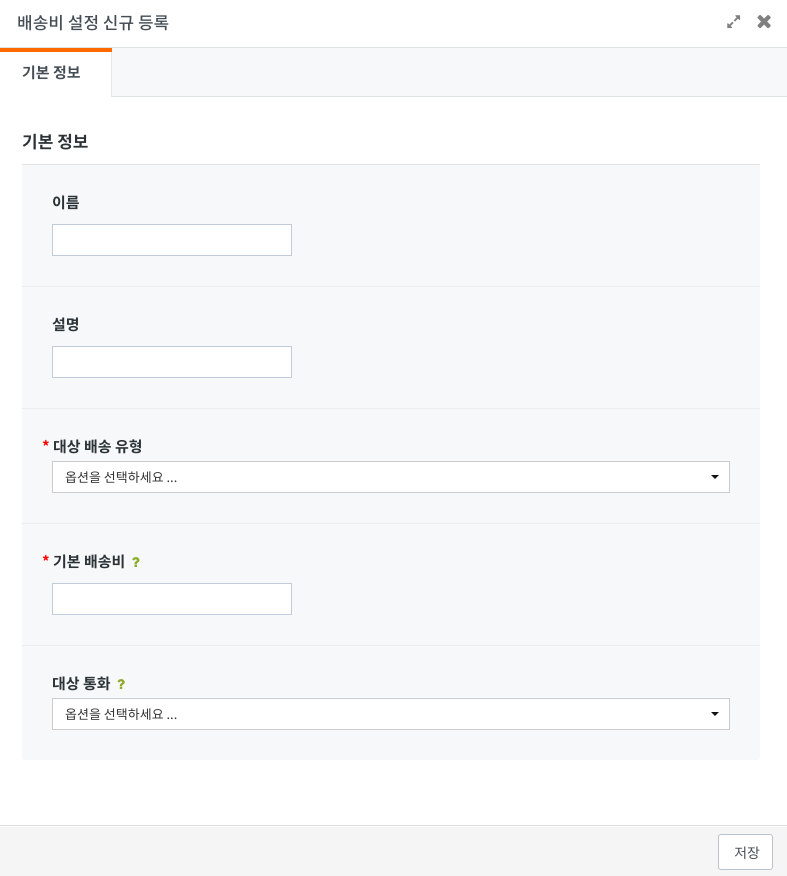 배송비 설정 신규 등록
기본 정보
기본 정보
이름
설명
* 대상 배송 유형
옵션을 선택하세요 ...
* 기본 배송비 ?
대상 통화 ?
옵션을 선택하세요 ...
저장